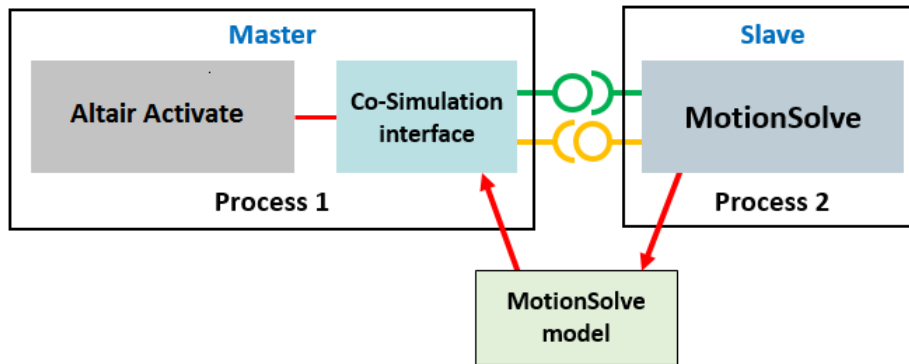 Master
Slave
Altair Activate
Co-Simulation
interface
MotionSolve
Process 1
Process 2
MotionSolve
model